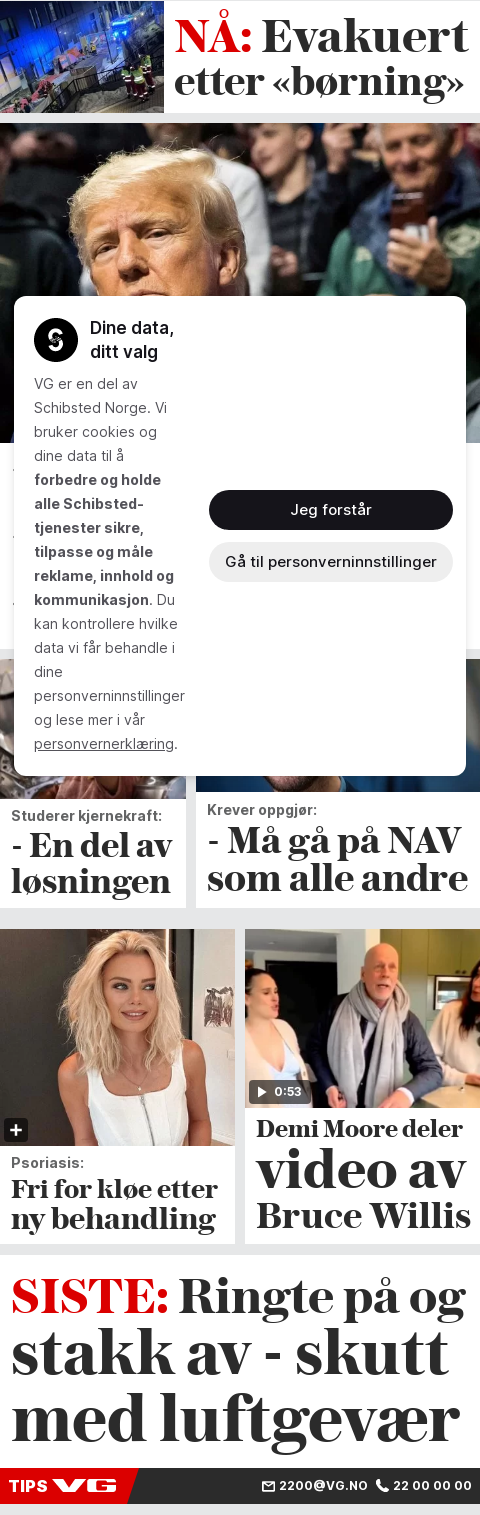 NÅ: Evakuert
etter «børning»
Dine data,
ditt valg
VG er en del av
Schibsted Norge. Vi
bruker cookies og
dine data til å
forbedre og holde
alle Schibsted-
tjenester sikre,
tilpasse og måle
reklame, innhold og
kommunikasjon. Du
kan kontrollere hvilke
data vi får behandle i
dine
personverninnstillinger
og lese mer i vår
personvernerklæring.
Jeg forstår
Gå til personverninnstillinger
Studerer kjernekraft:
- En del av
løsningen
Krever oppgjør:
- Må gå på NAV
som alle andre
Psoriasis:
Fri for kløe etter
ny behandling
0:53
Demi Moore deler
video av
Bruce Willis
SISTE: Ringte på og
stakk av - skutt
med luftgevær
TIPS VG 2200@VG.NO 22 00 00 00